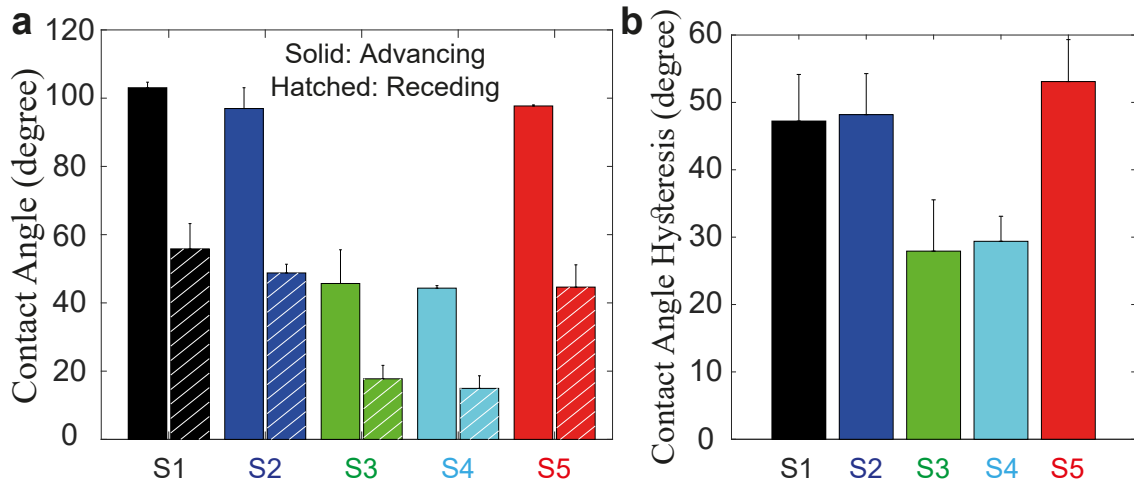 a
120
100
80
60
40
20
0
Contact Angle (degree)
Solid: Advancing
Hatched: Receding
S1 S2 S3 S4 S5
b
60
50
40
30
20
10
0
Contact Angle Hysteresis (degree)
S1 S2 S3 S4 S5